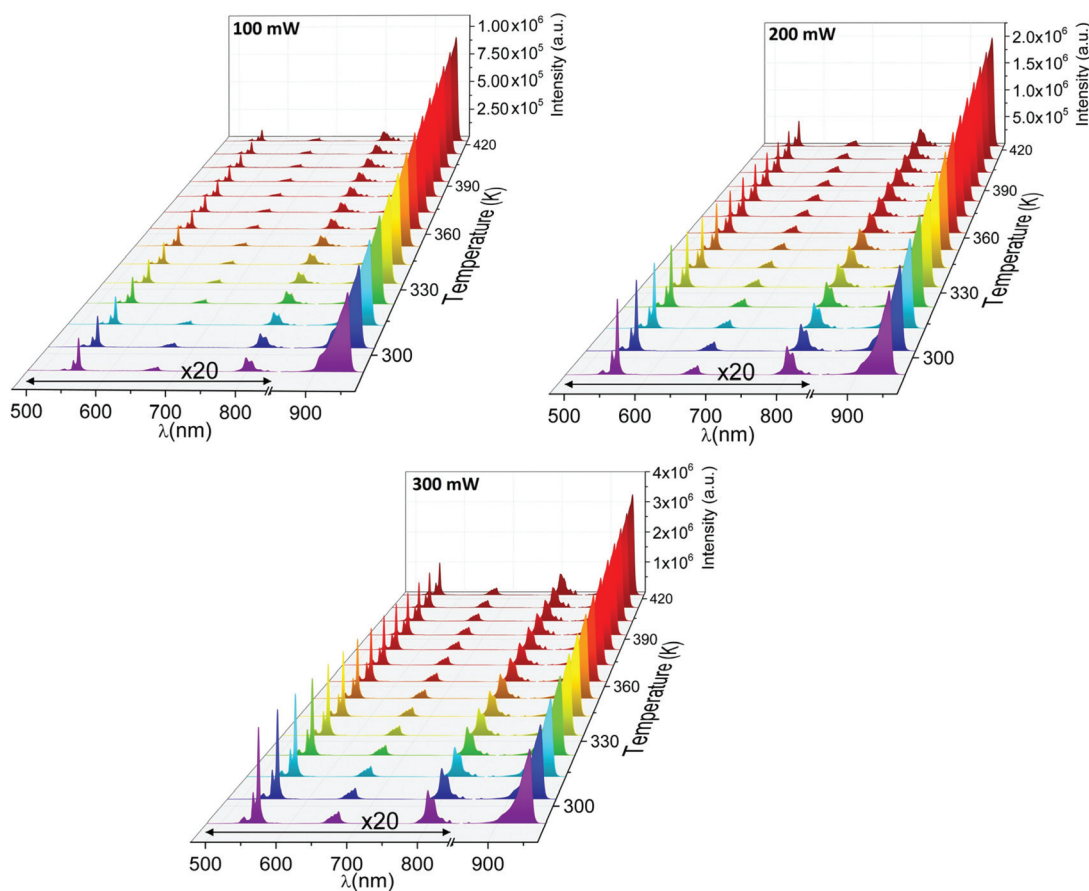 100 mW
1.00x10⁶
7.50x10⁵
5.00x10⁵
2.50x10⁵
Intensity (a.u.)
420
390
360
330
300
Temperature (K)
x20
500 600 700 800 900
λ(nm)
200 mW
2.0x10⁶
1.5x10⁶
1.0x10⁶
5.0x10⁵
Intensity (a.u.)
420
390
360
330
300
Temperature (K)
x20
500 600 700 800 900
λ(nm)
300 mW
4x10⁶
3x10⁶
2x10⁶
1x10⁶
Intensity (a.u.)
420
390
360
330
300
Temperature (K)
x20
500 600 700 800 900
λ(nm)